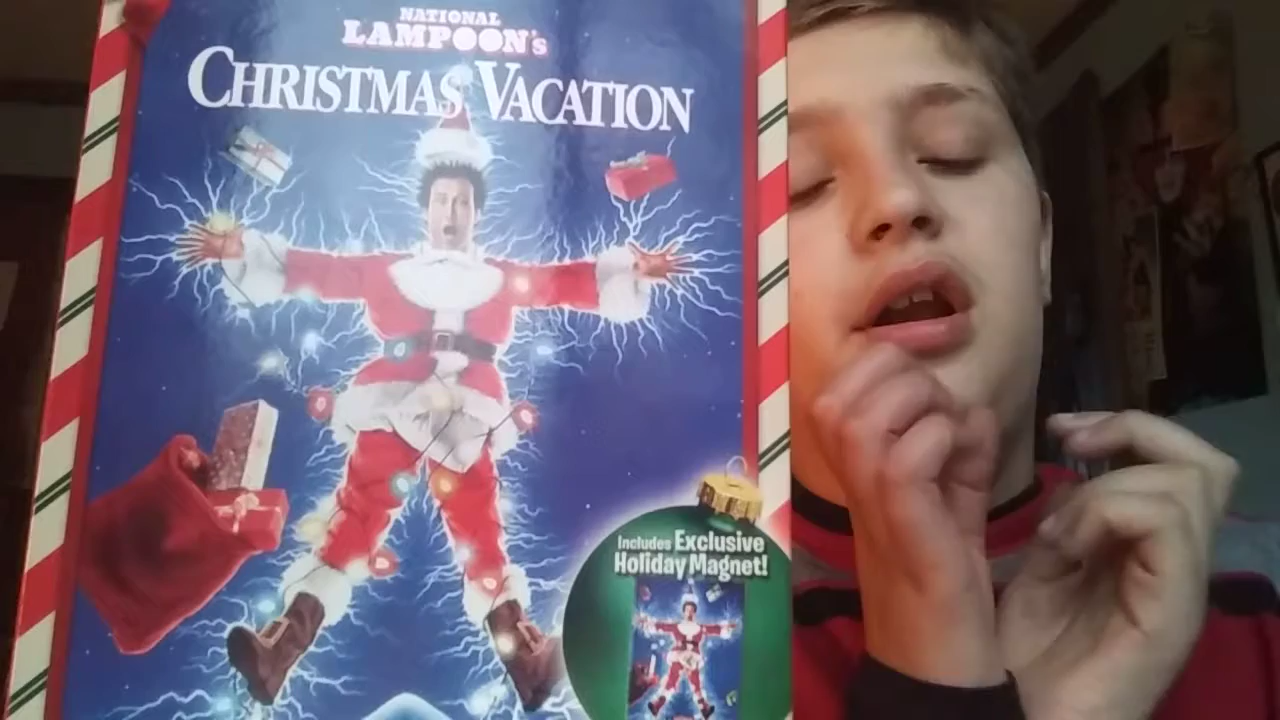 NATIONAL
LAMPOON's
CHRISTMAS VACATION
Includes Exclusive
Holiday Magnet!